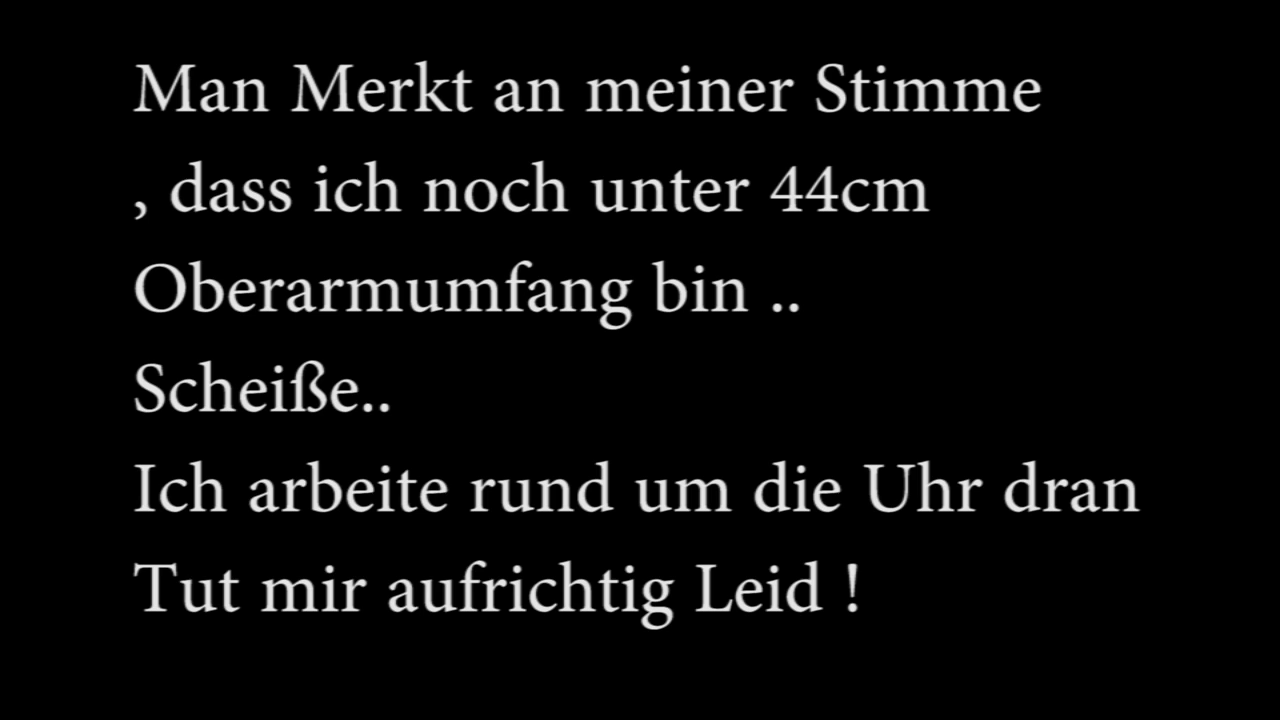 Man Merkt an meiner Stimme
, dass ich noch unter 44cm
Oberarmumfang bin ..
Scheiße..
Ich arbeite rund um die Uhr dran
Tut mir aufrichtig Leid !